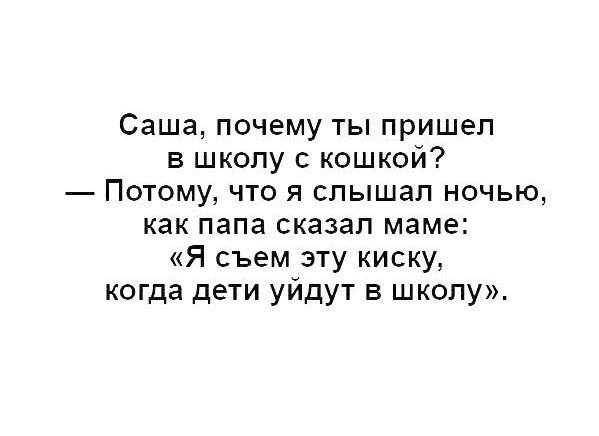 Саша, почему ты пришел
в школу с кошкой?
— Потому, что я слышал ночью,
как папа сказал маме:
«Я съем эту киску,
когда дети уйдут в школу».